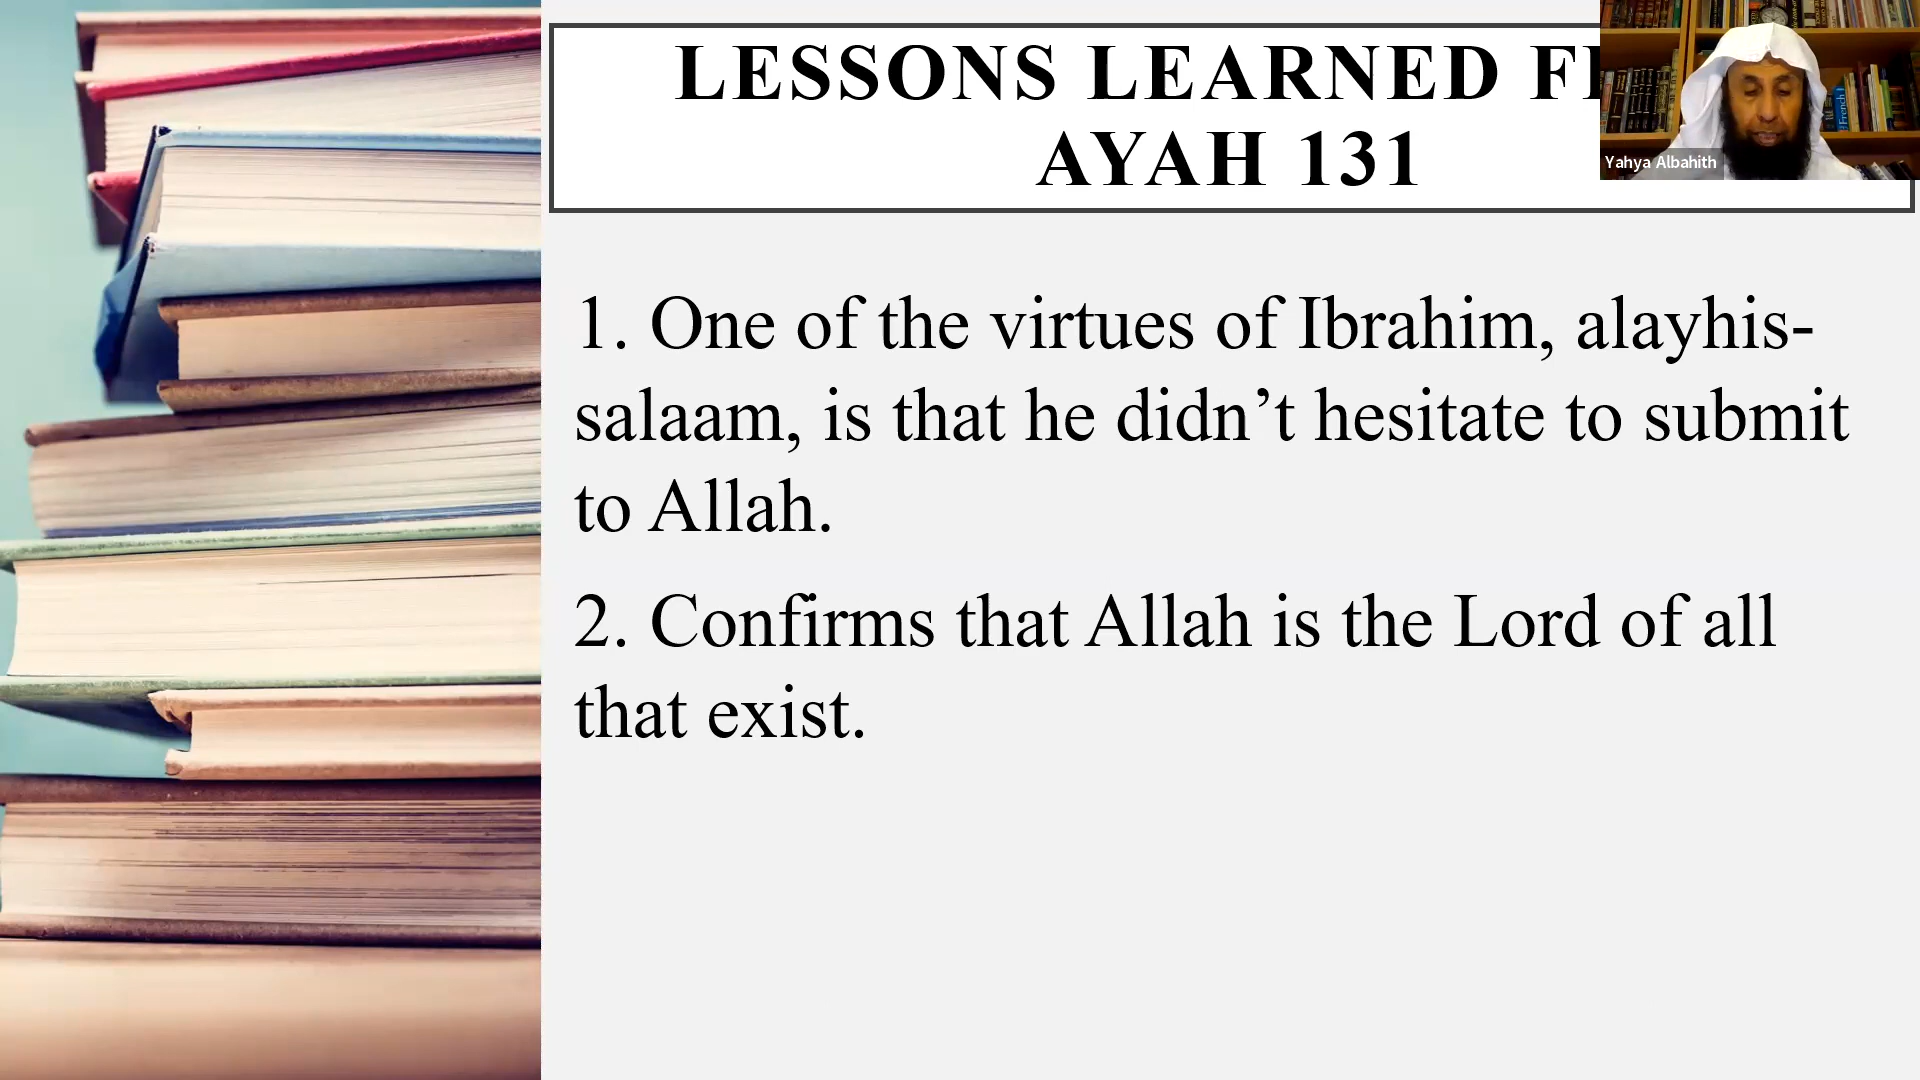 LESSONS LEARNED
AYAH 131
Yahya Albahith
1. One of the virtues of Ibrahim, alayhis-
salaam, is that he didn’t hesitate to submit
to Allah.
2. Confirms that Allah is the Lord of all
that exist.